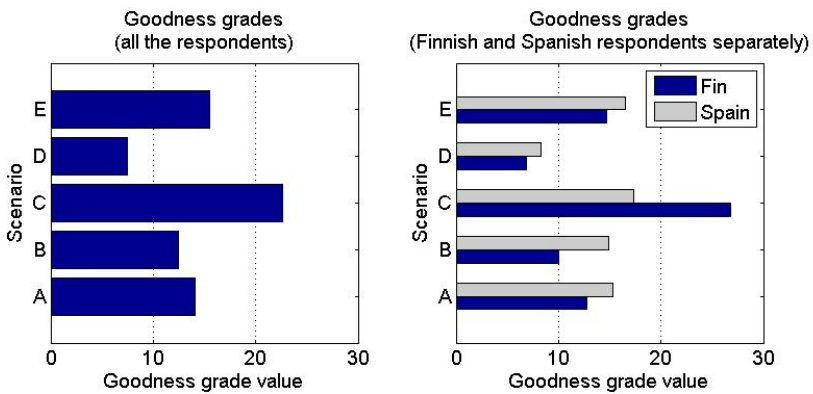 Goodness grades
(all the respondents)
Scenario
E
D
C
B
A
0 10 20 30
Goodness grade value
Goodness grades
(Finnish and Spanish respondents separately)
Fin
Spain
Scenario
E
D
C
B
A
0 10 20 30
Goodness grade value